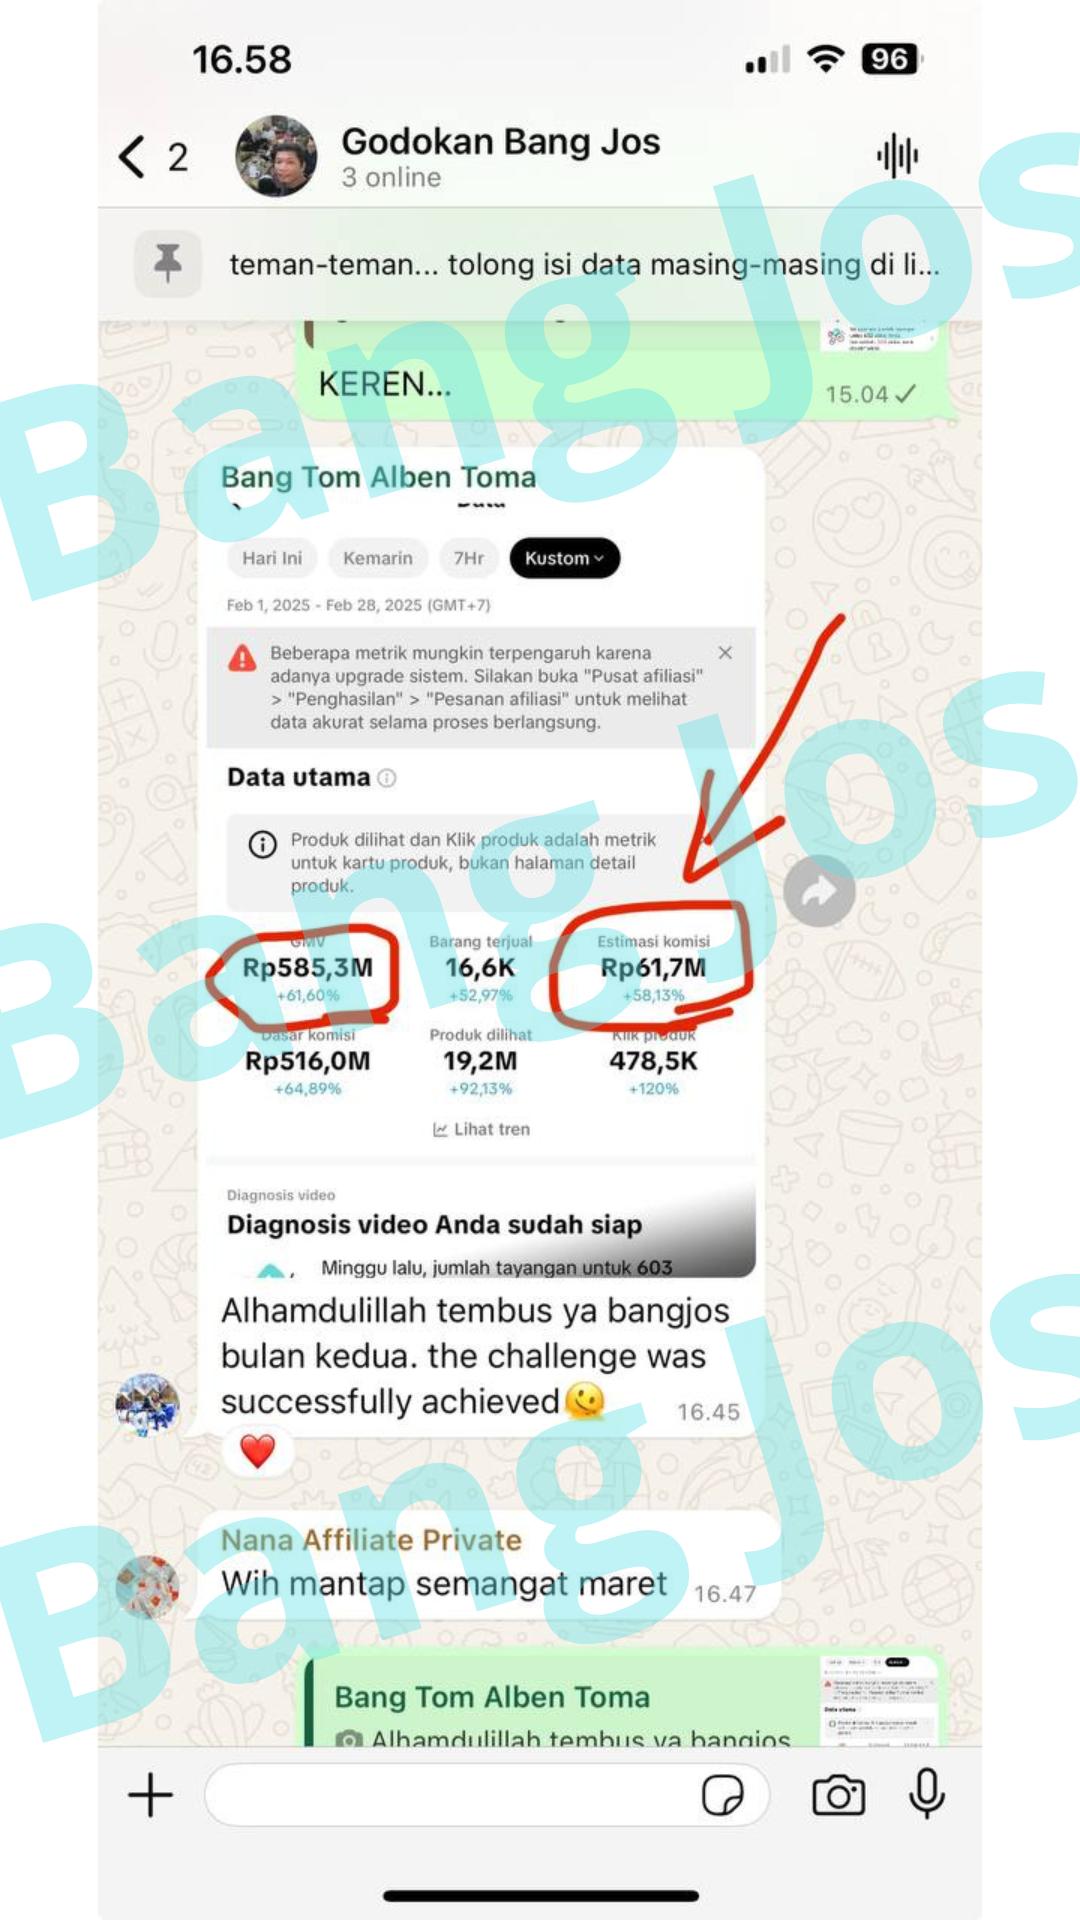 16.58
96
2
Godokan Bang Jos
3 online
teman-teman... tolong isi data masing-masing di li...
KEREN...
15.04
Bang Tom Alben Toma
Data
Hari Ini
Kemarin
7Hr
Kustom
Feb 1, 2025 - Feb 28, 2025 (GMT+7)
Beberapa metrik mungkin terpengaruh karena
adanya upgrade sistem. Silakan buka "Pusat afiliasi"
> "Penghasilan" > "Pesanan afiliasi" untuk melihat
data akurat selama proses berlangsung.
Data utama
Produk dilihat dan Klik produk adalah metrik
untuk kartu produk, bukan halaman detail
produk.
GMV
Barang terjual
Estimasi komisi
Rp585,3M
16,6K
Rp61,7M
+61,60%
+52,97%
+58,13%
Dasar komisi
Produk dilihat
Klik produk
Rp516,0M
19,2M
478,5K
+64,89%
+92,13%
+120%
Lihat tren
Diagnosis video
Diagnosis video Anda sudah siap
Minggu lalu, jumlah tayangan untuk 603
Alhamdulillah tembus ya bangjos
bulan kedua. the challenge was
successfully achieved🫠
16.45
❤️
Nana Affiliate Private
Wih mantap semangat maret
16.47
Bang Tom Alben Toma
Alhamdulillah tembus ya bangjos
Bang Jos
Bang Jos
Bang Jos